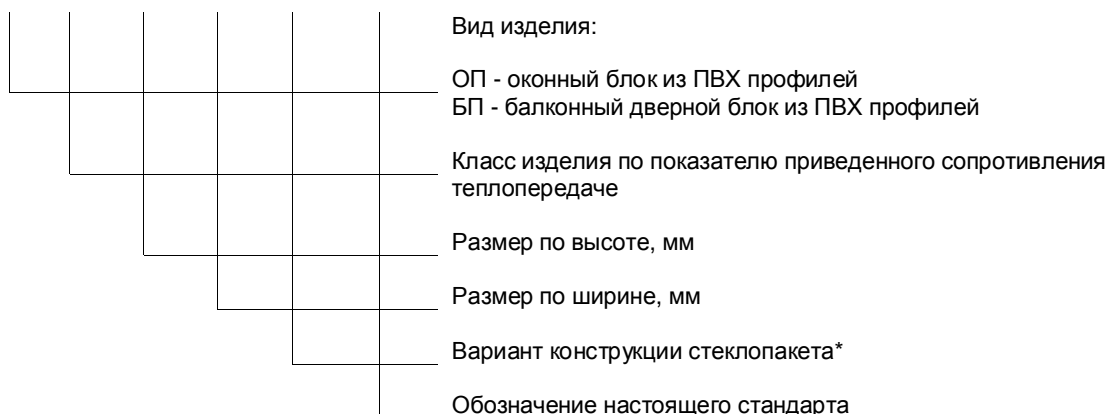 Вид изделия:
ОП - оконный блок из ПВХ профилей
БП - балконный дверной блок из ПВХ профилей
Класс изделия по показателю приведенного сопротивления
теплопередаче
Размер по высоте, мм
Размер по ширине, мм
Вариант конструкции стеклопакета*
Обозначение настоящего стандарта